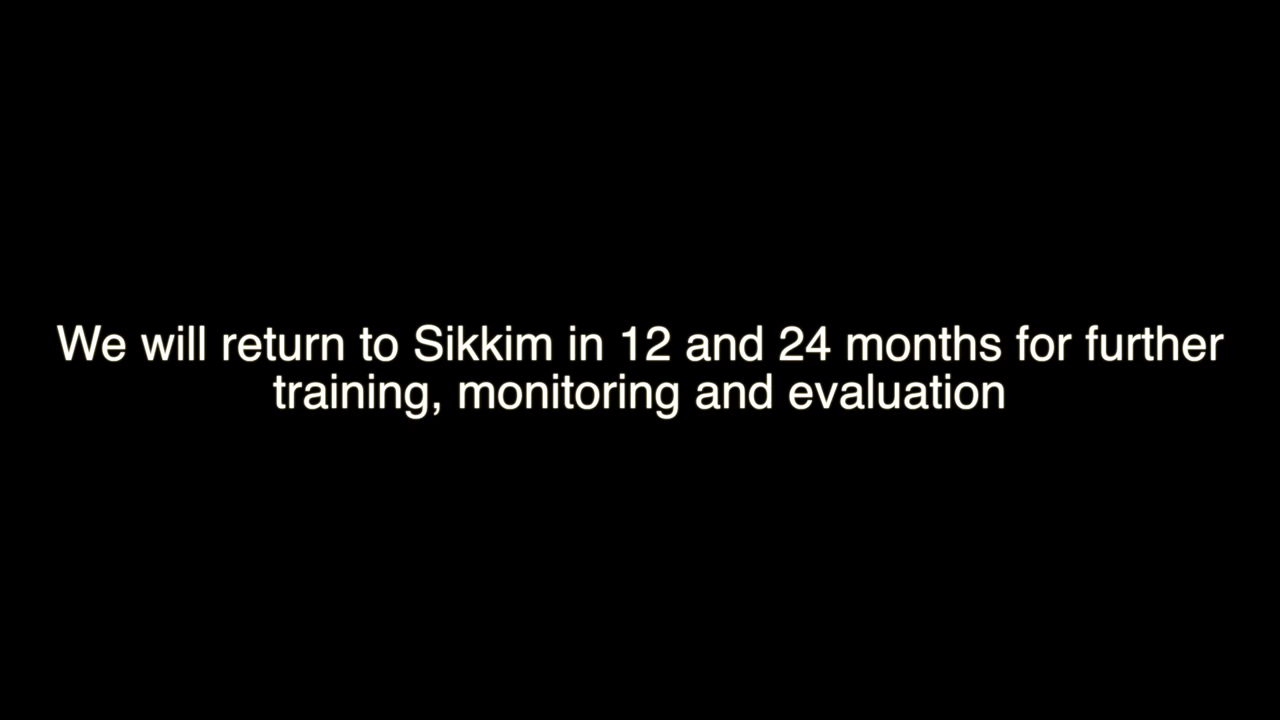 We will return to Sikkim in 12 and 24 months for further
training, monitoring and evaluation